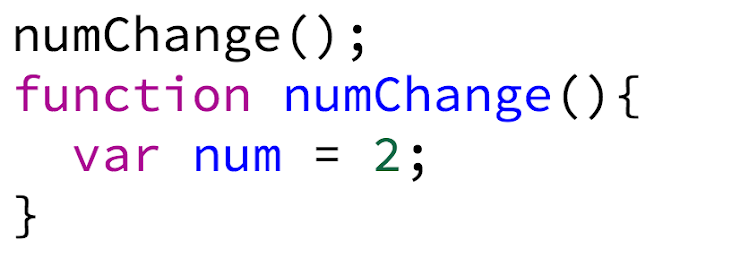 numChange();
function numChange(){
  var num = 2;
}